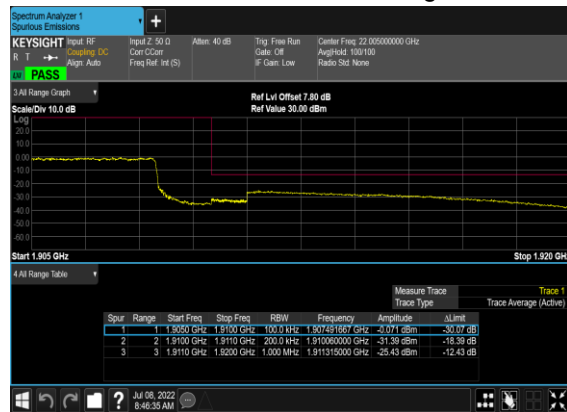 Spectrum Analyzer 1
Spurious Emissions
KEYSIGHT Input: RF Input Z: 50 Ω Atten: 40 dB Trig: Free Run Center Freq: 22.005000000 GHz
R T Coupling: DC Corr CCorr Gate: Off Avg|Hold: 100/100
Align: Auto Freq Ref: Int (S) IF Gain: Low Radio Std: None
PASS
3 All Range Graph
Ref Lvl Offset 7.80 dB
Scale/Div 10.0 dB Ref Value 30.00 dBm
Log
20.0
10.0
0.00
-10.0
-20.0
-30.0
-40.0
-50.0
-60.0
Start 1.905 GHz Stop 1.920 GH
4 All Range Table
Measure Trace Trace 1
Trace Type Trace Average (Active)
Spur Range Start Freq Stop Freq RBW Frequency Amplitude ΔLimit
1 1 1.9050 GHz 1.9100 GHz 100.0 kHz 1.907491667 GHz -0.071 dBm -30.07 dB
2 2 1.9100 GHz 1.9110 GHz 200.0 kHz 1.910060000 GHz -31.39 dBm -18.39 dB
3 3 1.9110 GHz 1.9200 GHz 1.000 MHz 1.911315000 GHz -25.43 dBm -12.43 dB
? Jul 08, 2022
8:46:35 AM